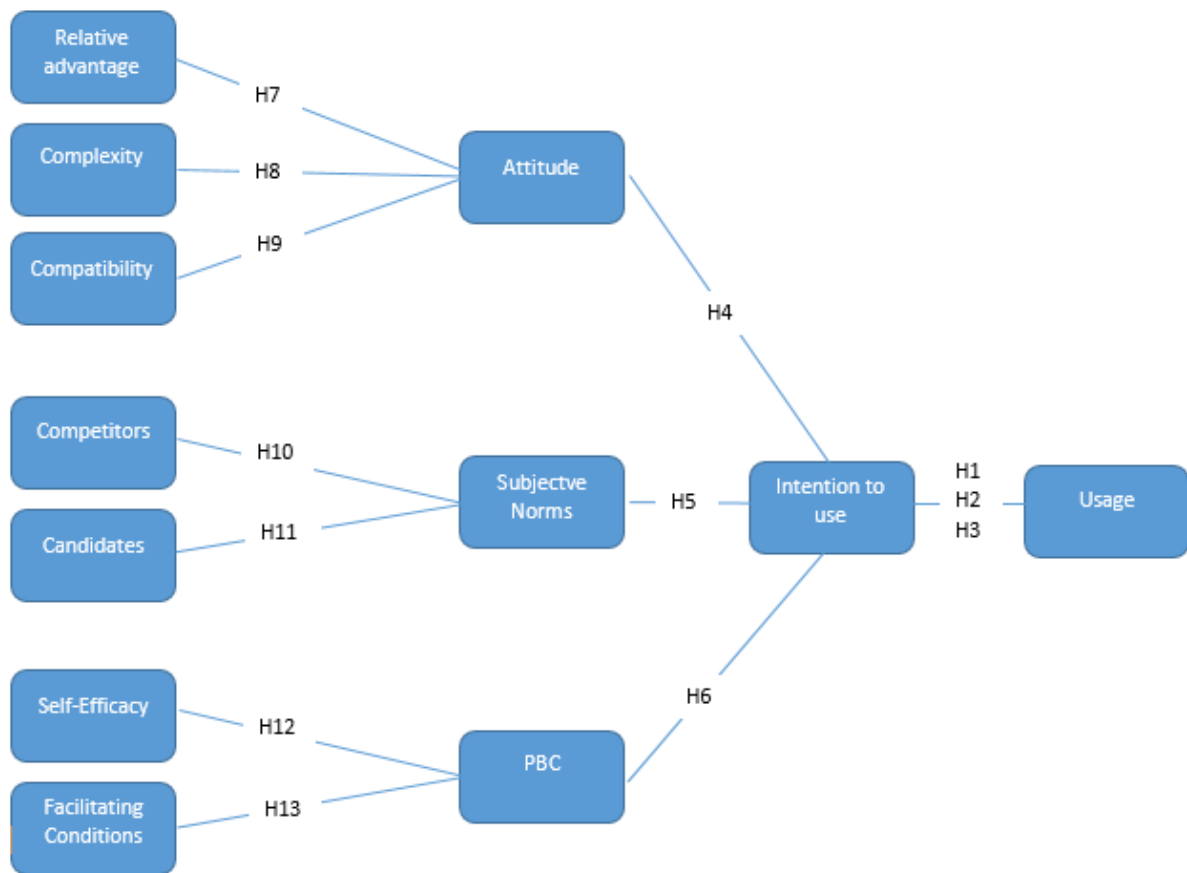 Relative
advantage
H7
Complexity
H8
Attitude
H9
Compatibility
H4
Competitors
H10
Subjectve
Norms
H5
Intention to
use
H1
H2
H3
Usage
H11
Candidates
Self-Efficacy
H12
H6
PBC
H13
Facilitating
Conditions